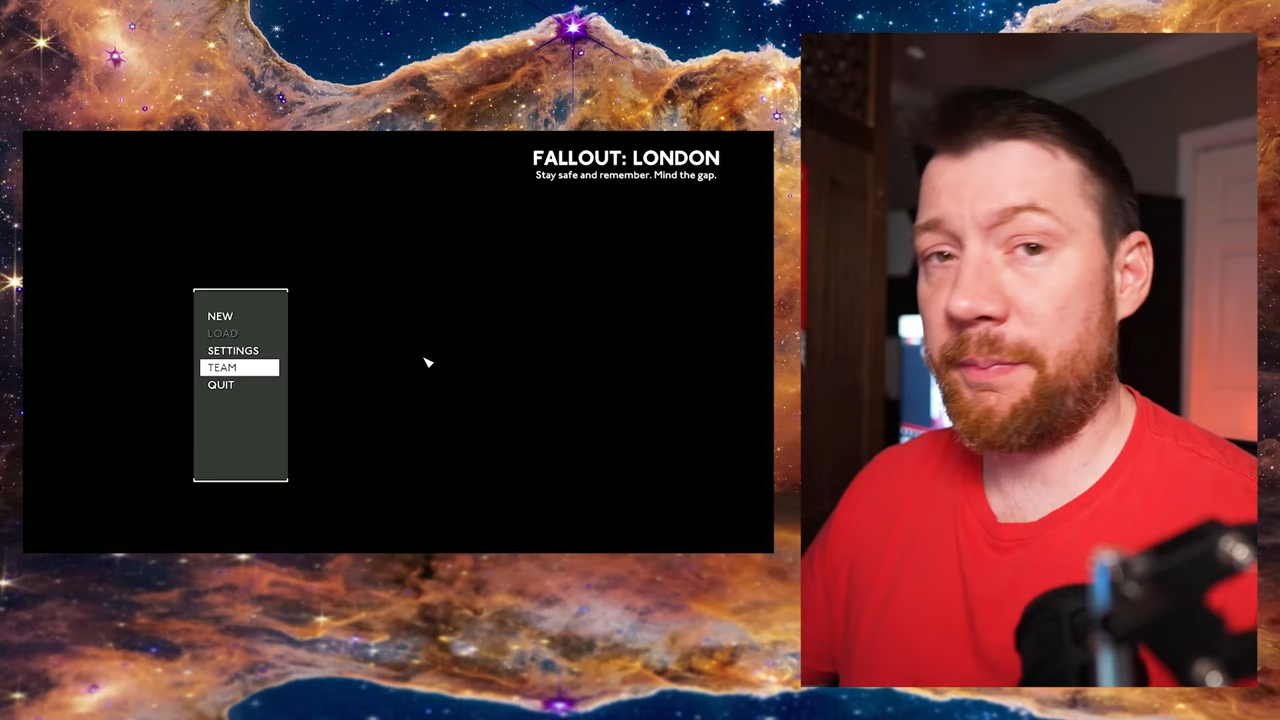 FALLOUT: LONDON
Stay safe and remember. Mind the gap.
NEW
LOAD
SETTINGS
TEAM
QUIT